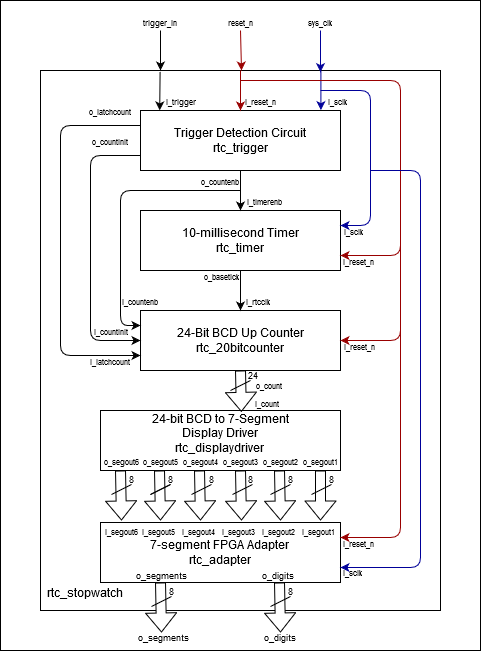 trigger_in
reset_n
sys_clk
i_trigger
i_reset_n
i_sclk
o_latchcount
Trigger Detection Circuit
rtc_trigger
o_countinit
o_countenb
i_timerenb
10-millisecond Timer
rtc_timer
i_sclk
i_reset_n
o_basetick
i_countenb
i_rtcclk
i_countinit
24-Bit BCD Up Counter
rtc_20bitcounter
i_reset_n
i_latchcount
24
o_count
i_count
24-bit BCD to 7-Segment
Display Driver
rtc_displaydriver
o_segout6 o_segout5 o_segout4 o_segout3 o_segout2 o_segout1
8 8 8 8 8 8
i_segout6 i_segout5 i_segout4 i_segout3 i_segout2 i_segout1
7-segment FPGA Adapter
rtc_adapter
i_reset_n
i_sclk
o_segments o_digits
rtc_stopwatch
8 8
o_segments o_digits